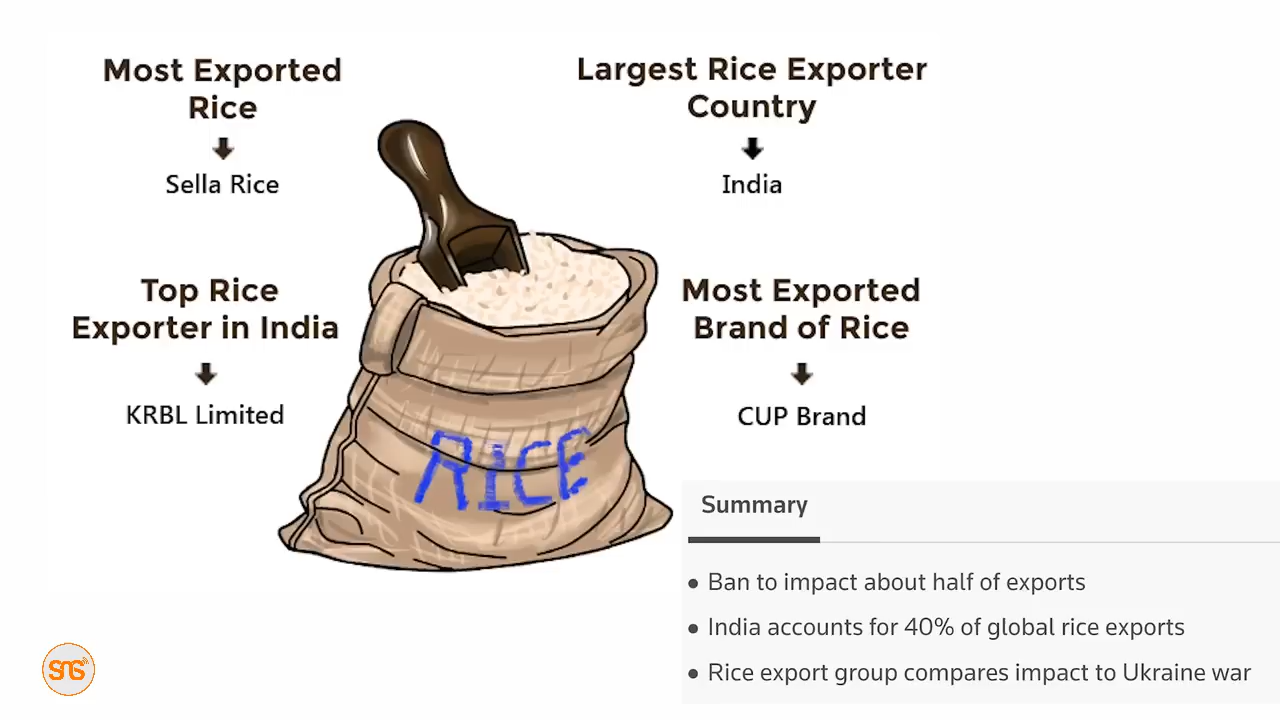 Most Exported
Rice
Sella Rice
Largest Rice Exporter
Country
India
Top Rice
Exporter in India
KRBL Limited
Most Exported
Brand of Rice
CUP Brand
RICE
Summary
• Ban to impact about half of exports
• India accounts for 40% of global rice exports
• Rice export group compares impact to Ukraine war
SNS